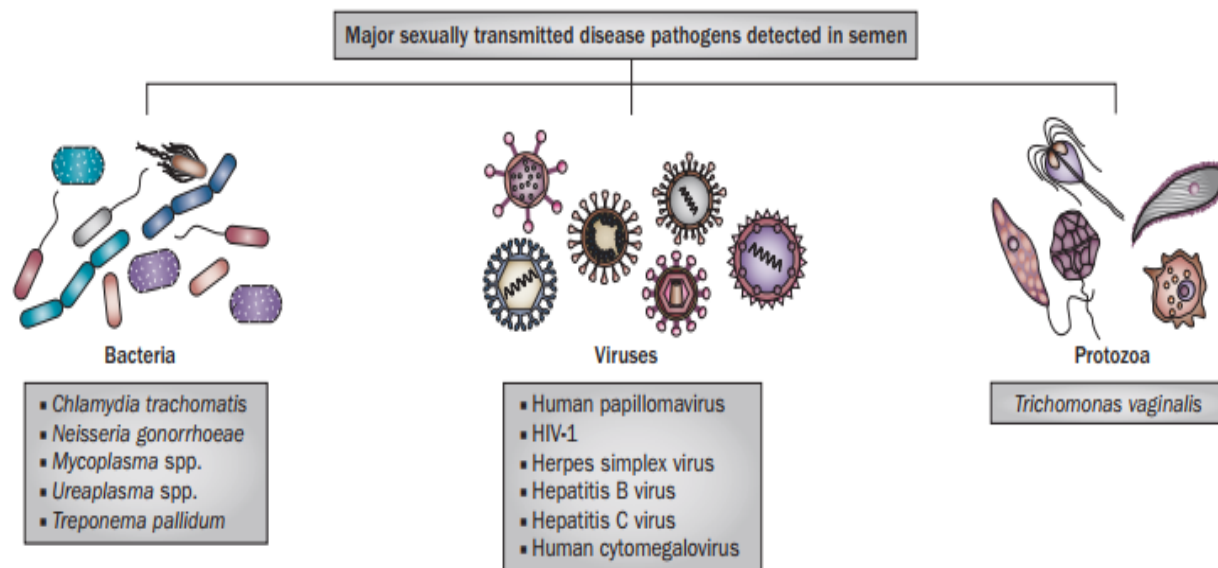 Major sexually transmitted disease pathogens detected in semen
Bacteria
▪ Chlamydia trachomatis
▪ Neisseria gonorrhoeae
▪ Mycoplasma spp.
▪ Ureaplasma spp.
▪ Treponema pallidum
Viruses
▪ Human papillomavirus
▪ HIV-1
▪ Herpes simplex virus
▪ Hepatitis B virus
▪ Hepatitis C virus
▪ Human cytomegalovirus
Protozoa
Trichomonas vaginalis